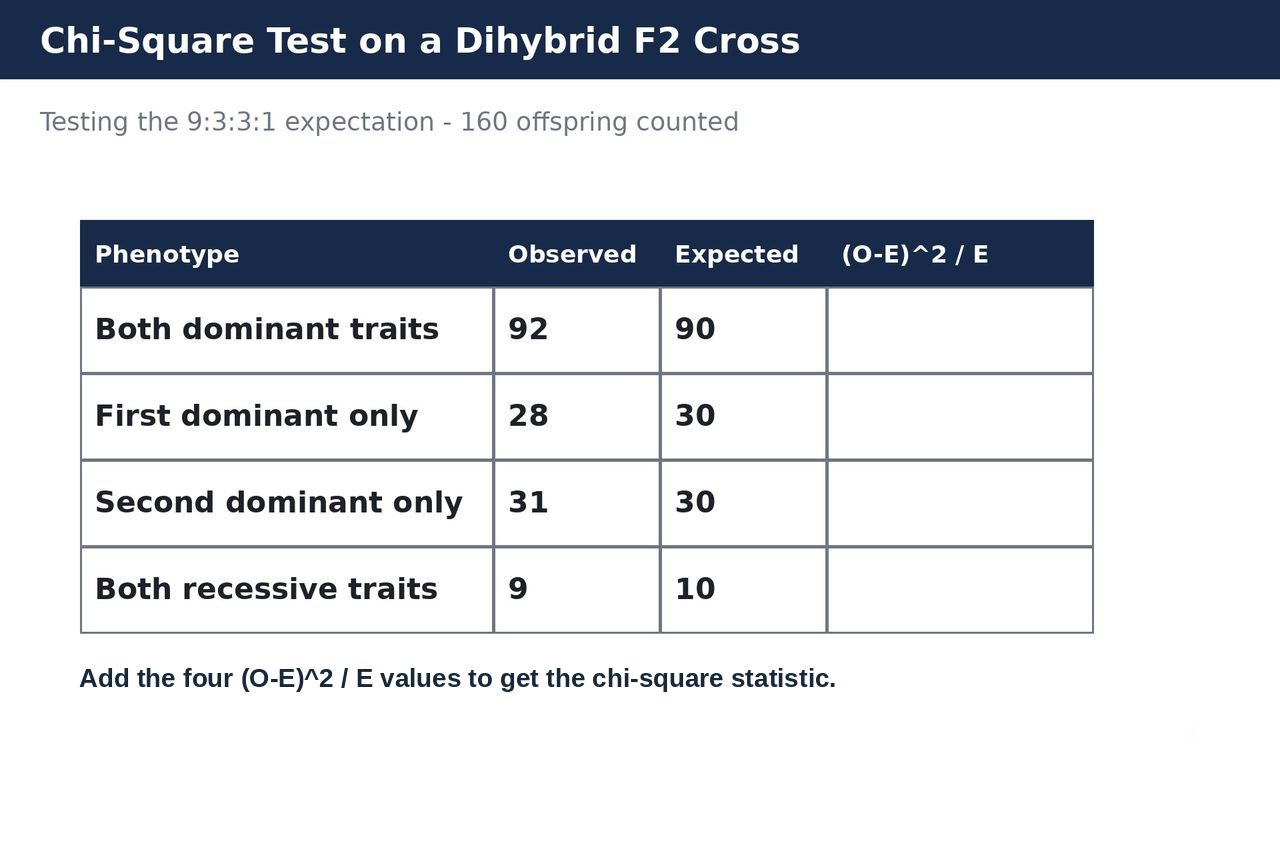 Chi-Square Test on a Dihybrid F2 Cross
Testing the 9:3:3:1 expectation - 160 offspring counted
Phenotype Observed Expected (O-E)^2 / E
Both dominant traits 92 90
First dominant only 28 30
Second dominant only 31 30
Both recessive traits 9 10
Add the four (O-E)^2 / E values to get the chi-square statistic.